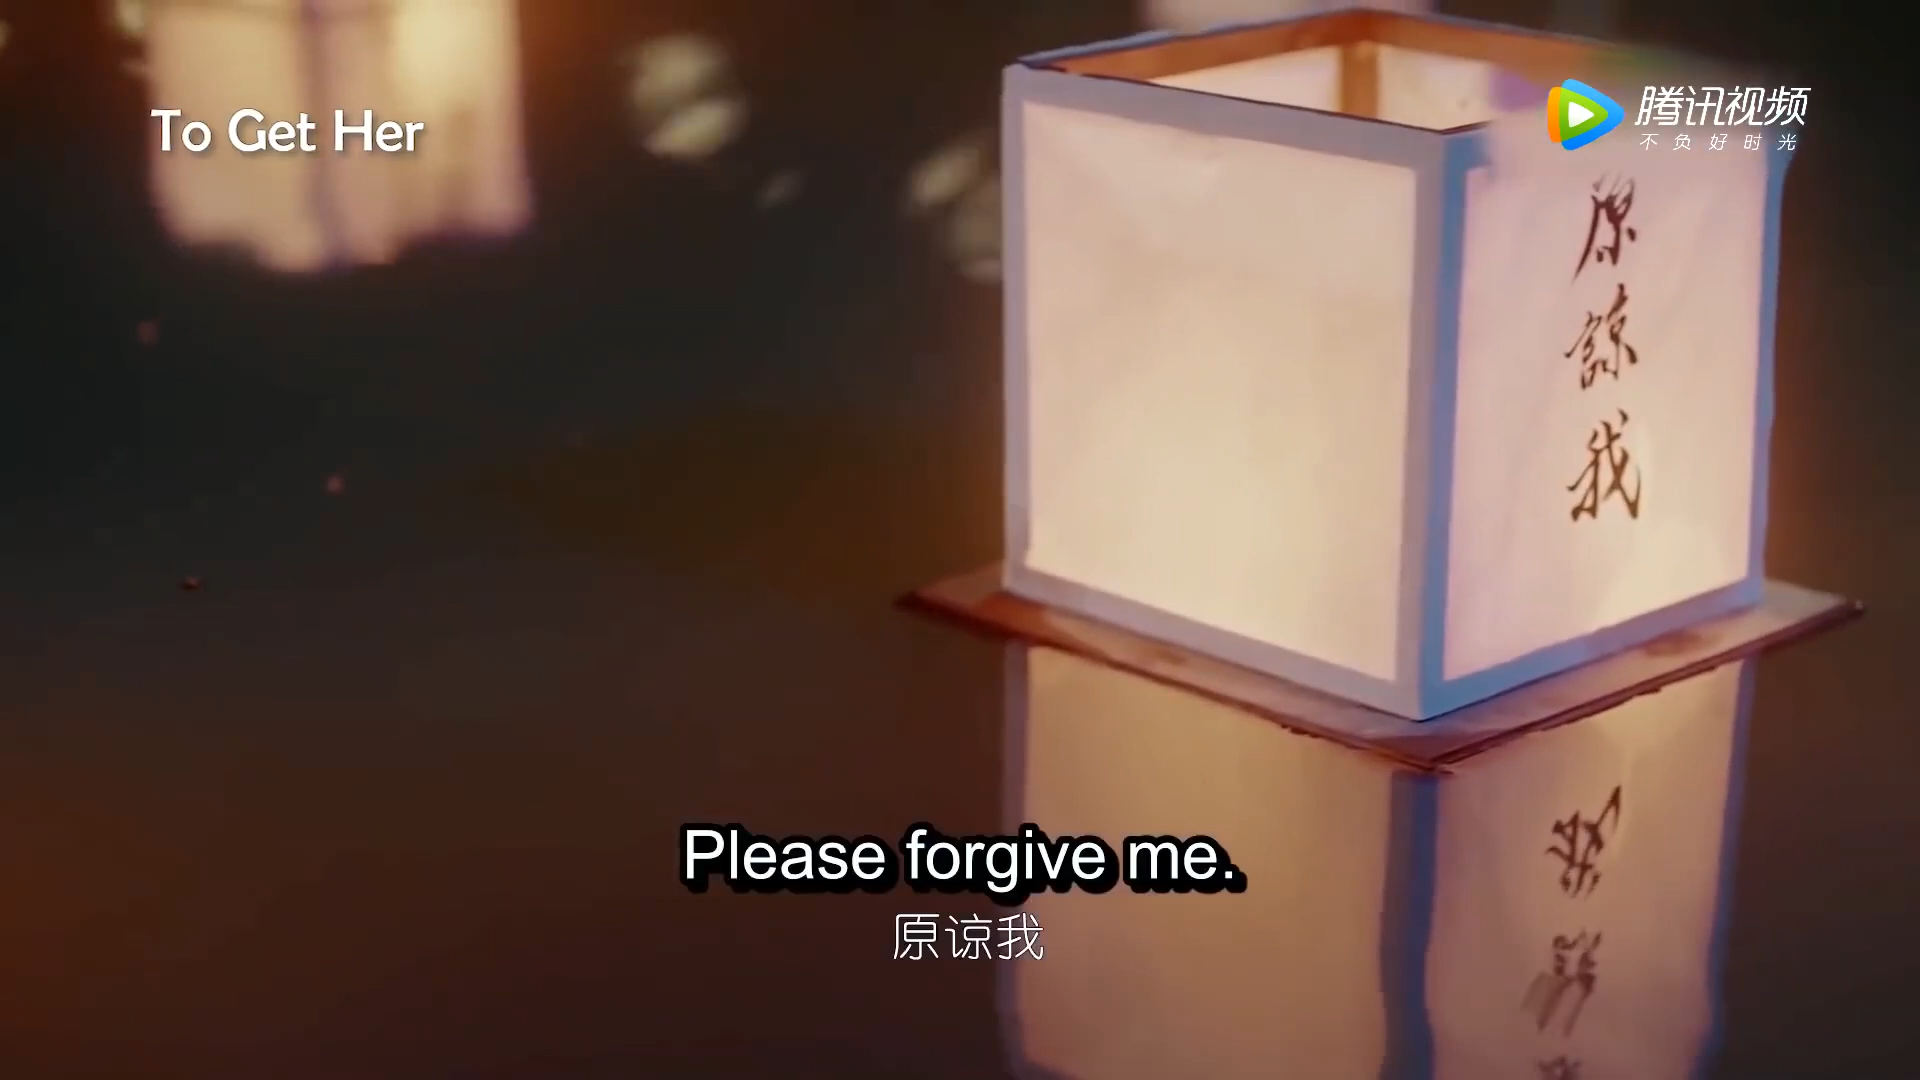 To Get Her
腾讯视频
不负好时光
原
諒
我
Please forgive me.
原谅我